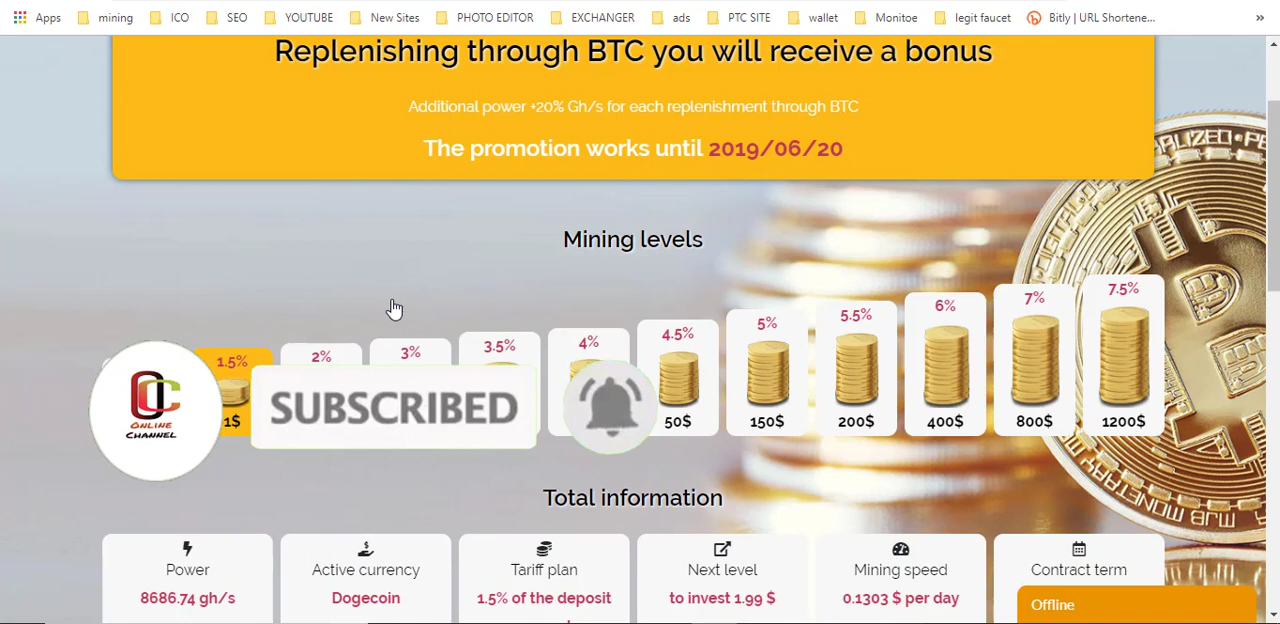 Apps mining ICO SEO YOUTUBE New Sites PHOTO EDITOR EXCHANGER ads PTC SITE wallet Monitoe legit faucet Bitly | URL Shortene... »
Replenishing through BTC you will receive a bonus
Additional power +20% Gh/s for each replenishment through BTC
The promotion works until 2019/06/20
Mining levels
1.5% 2% 3% 3.5% 4% 4.5% 5% 5.5% 6% 7% 7.5%
1$ 50$ 150$ 200$ 400$ 800$ 1200$
OC
ONLINE
CHANNEL
SUBSCRIBED
Total information
Power Active currency Tariff plan Next level Mining speed Contract term
8686.74 gh/s Dogecoin 1.5% of the deposit to invest 1.99 $ 0.1303 $ per day
Offline